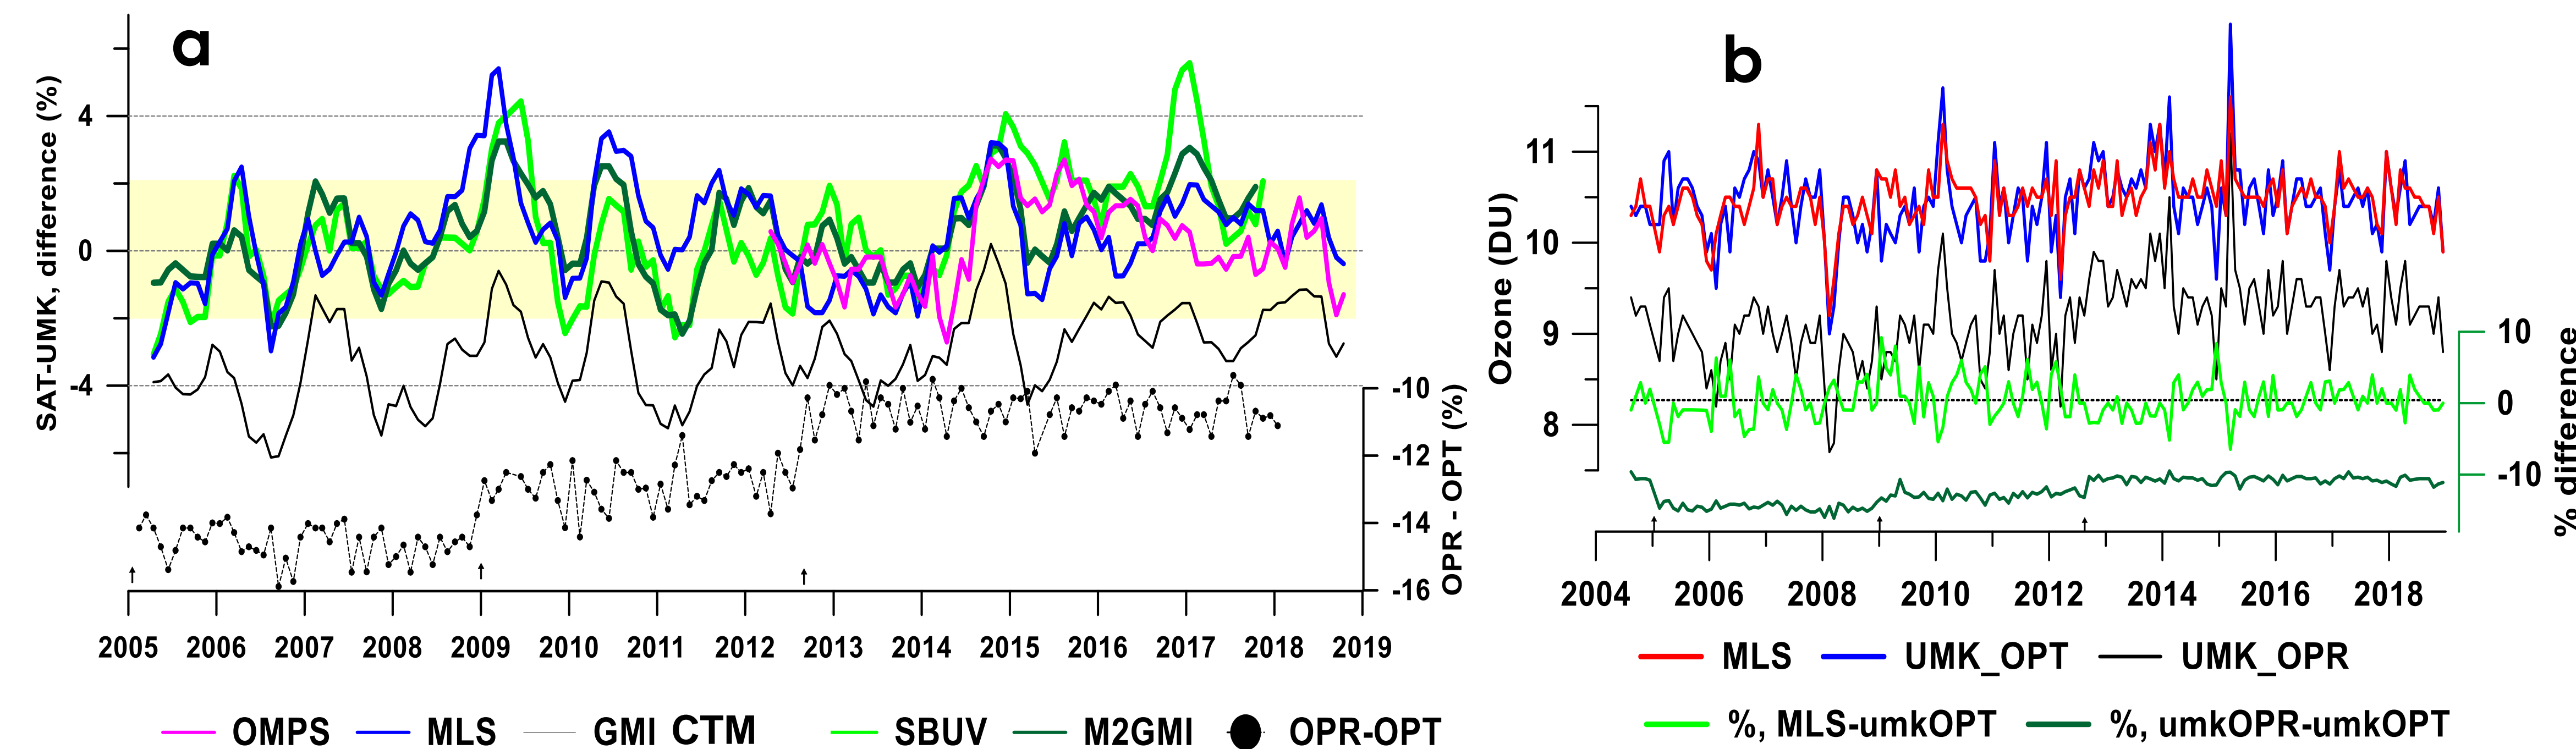 a
SAT-UMK, difference (%)
4
0
-4
-10
-12
-14
-16
OPR - OPT (%)
2005 2006 2007 2008 2009 2010 2011 2012 2013 2014 2015 2016 2017 2018 2019
OMPS MLS GMI CTM SBUV M2GMI OPR-OPT
b
Ozone (DU)
11
10
9
8
10
0
-10
% difference
2004 2006 2008 2010 2012 2014 2016 2018
MLS UMK_OPT UMK_OPR
%, MLS-umkOPT %, umkOPR-umkOPT